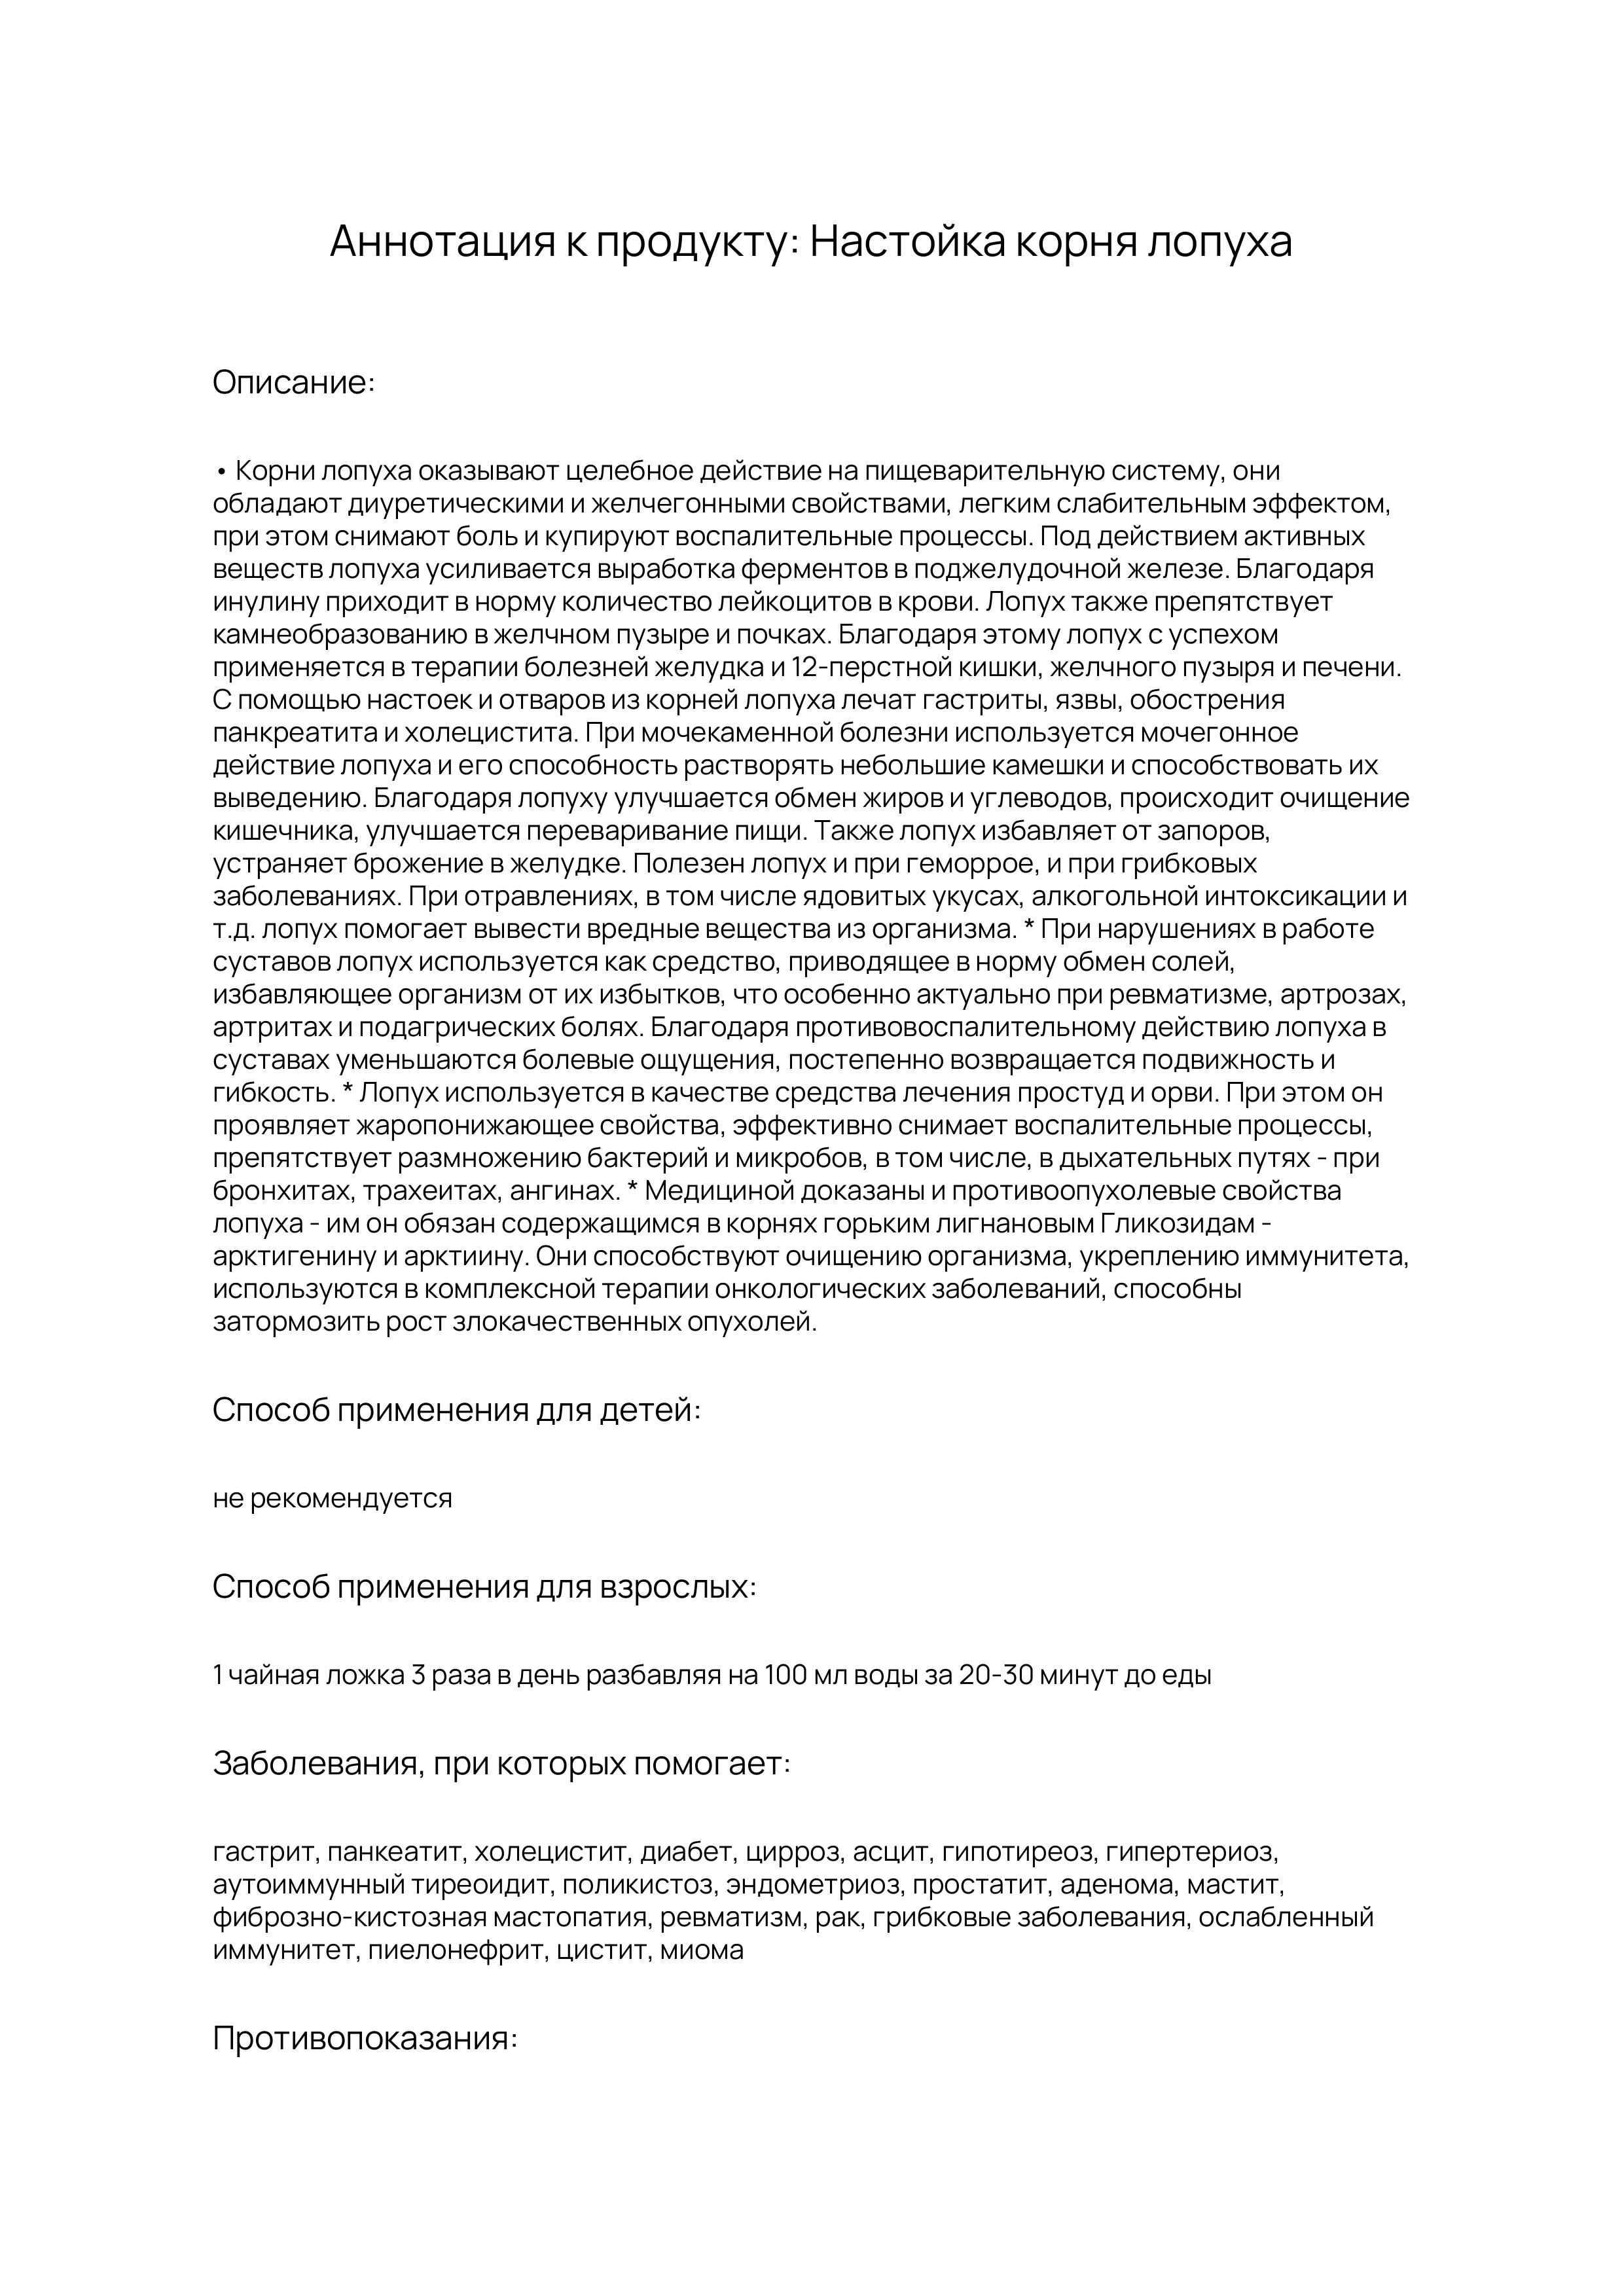 Аннотация к продукту: Настойка корня лопуха
Описание:
• Корни лопуха оказывают целебное действие на пищеварительную систему, они
обладают диуретическими и желчегонными свойствами, легким слабительным эффектом,
при этом снимают боль и купируют воспалительные процессы. Под действием активных
веществ лопуха усиливается выработка ферментов в поджелудочной железе. Благодаря
инулину приходит в норму количество лейкоцитов в крови. Лопух также препятствует
камнеобразованию в желчном пузыре и почках. Благодаря этому лопух с успехом
применяется в терапии болезней желудка и 12-перстной кишки, желчного пузыря и печени.
С помощью настоек и отваров из корней лопуха лечат гастриты, язвы, обострения
панкреатита и холецистита. При мочекаменной болезни используется мочегонное
действие лопуха и его способность растворять небольшие камешки и способствовать их
выведению. Благодаря лопуху улучшается обмен жиров и углеводов, происходит очищение
кишечника, улучшается переваривание пищи. Также лопух избавляет от запоров,
устраняет брожение в желудке. Полезен лопух и при геморрое, и при грибковых
заболеваниях. При отравлениях, в том числе ядовитых укусах, алкогольной интоксикации и
т.д. лопух помогает вывести вредные вещества из организма. * При нарушениях в работе
суставов лопух используется как средство, приводящее в норму обмен солей,
избавляющее организм от их избытков, что особенно актуально при ревматизме, артрозах,
артритах и подагрических болях. Благодаря противовоспалительному действию лопуха в
суставах уменьшаются болевые ощущения, постепенно возвращается подвижность и
гибкость. * Лопух используется в качестве средства лечения простуд и орви. При этом он
проявляет жаропонижающее свойства, эффективно снимает воспалительные процессы,
препятствует размножению бактерий и микробов, в том числе, в дыхательных путях - при
бронхитах, трахеитах, ангинах. * Медициной доказаны и противоопухолевые свойства
лопуха - им он обязан содержащимся в корнях горьким лигнановым Гликозидам -
арктигенину и арктиину. Они способствуют очищению организма, укреплению иммунитета,
используются в комплексной терапии онкологических заболеваний, способны
затормозить рост злокачественных опухолей.
Способ применения для детей:
не рекомендуется
Способ применения для взрослых:
1 чайная ложка 3 раза в день разбавляя на 100 мл воды за 20-30 минут до еды
Заболевания, при которых помогает:
гастрит, панкеатит, холецистит, диабет, цирроз, асцит, гипотиреоз, гипертериоз,
аутоиммунный тиреоидит, поликистоз, эндометриоз, простатит, аденома, мастит,
фиброзно-кистозная мастопатия, ревматизм, рак, грибковые заболевания, ослабленный
иммунитет, пиелонефрит, цистит, миома
Противопоказания: